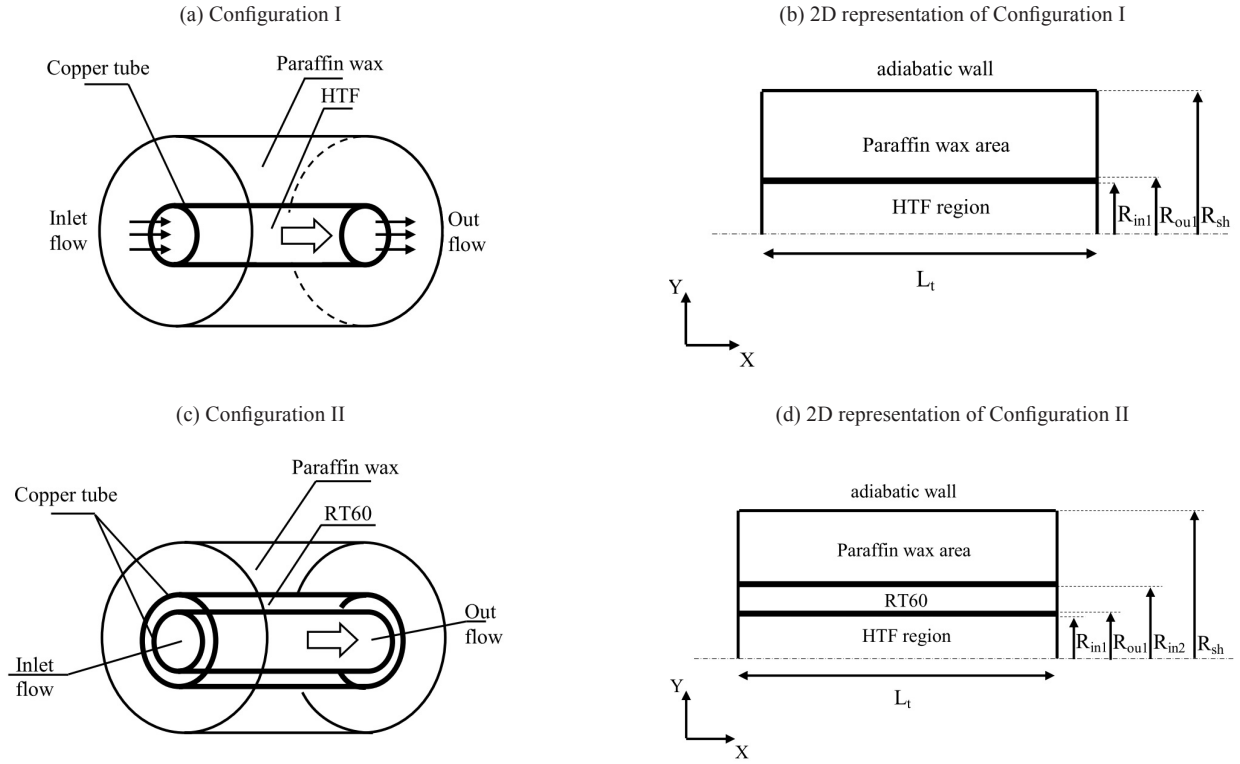 (a) Configuration I
Copper tube
Paraffin wax
HTF
Inlet
flow
Out
flow
(b) 2D representation of Configuration I
adiabatic wall
Paraffin wax area
HTF region
Rin1
Rou1
Rsh
Lt
Y
X
(c) Configuration II
Paraffin wax
Copper tube
RT60
Out
flow
Inlet
flow
(d) 2D representation of Configuration II
adiabatic wall
Paraffin wax area
RT60
HTF region
Rin1
Rou1
Rin2
Rsh
Lt
Y
X